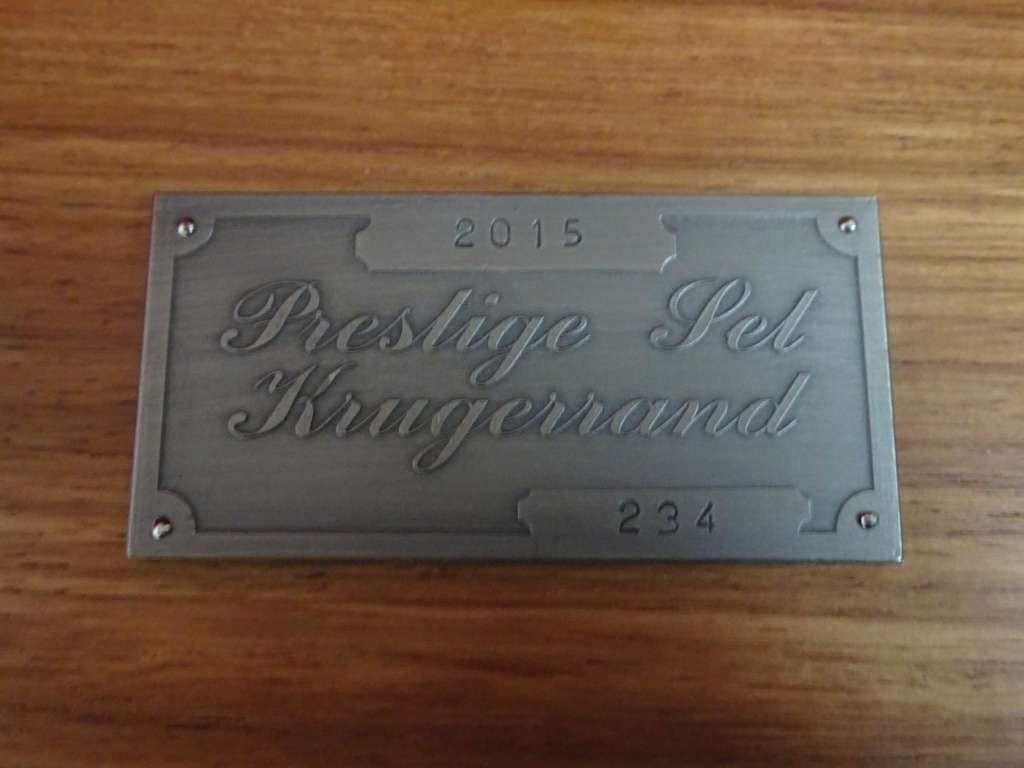 2015
Prestige Set
Krugerrand
234